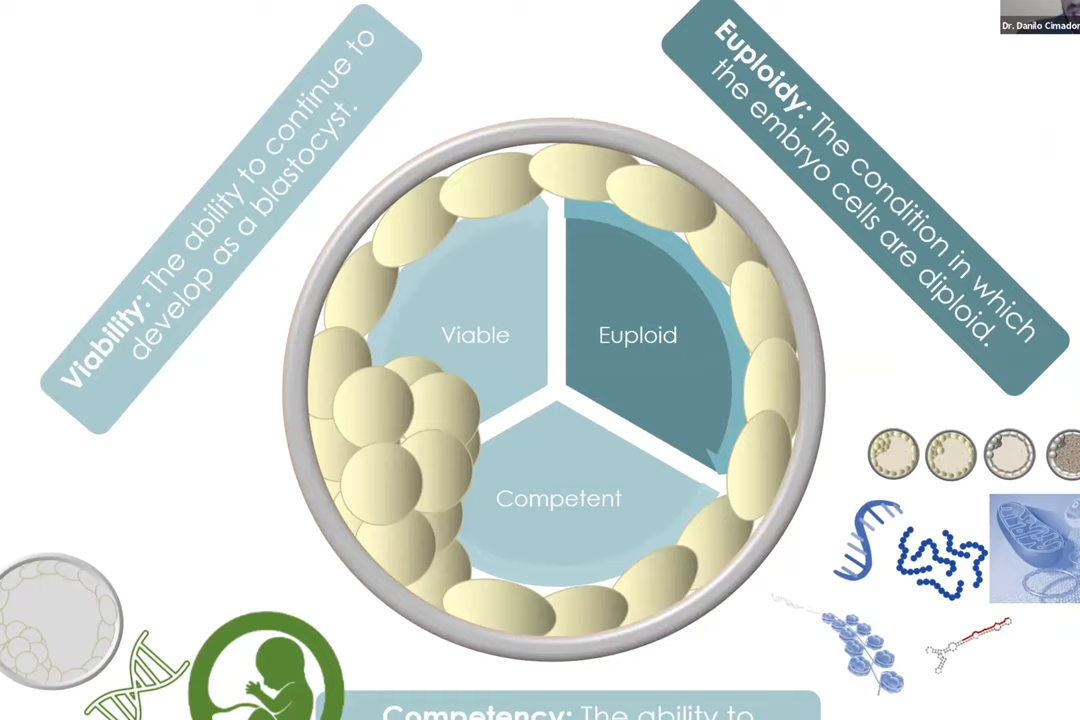 Dr. Danilo Cimador
Viability: The ability to continue to
develop as a blastocyst.
Euploidy: The condition in which
the embryo cells are diploid.
Viable
Euploid
Competent
Competency: The ability to